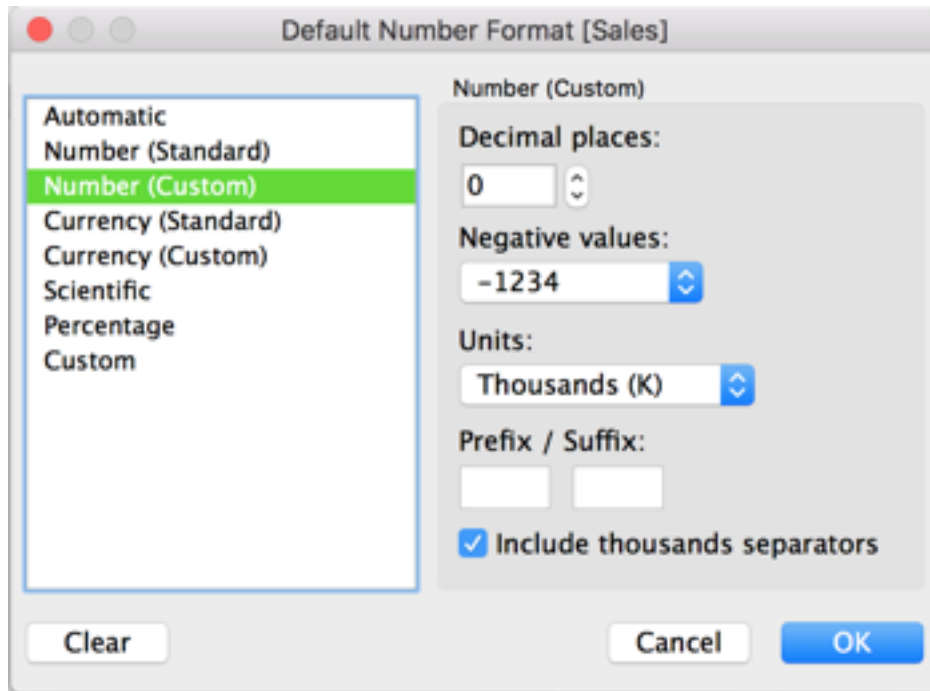 Default Number Format [Sales]
Automatic
Number (Standard)
Number (Custom)
Currency (Standard)
Currency (Custom)
Scientific
Percentage
Custom
Number (Custom)
Decimal places:
0
Negative values:
-1234
Units:
Thousands (K)
Prefix / Suffix:
Include thousands separators
Clear
Cancel
OK